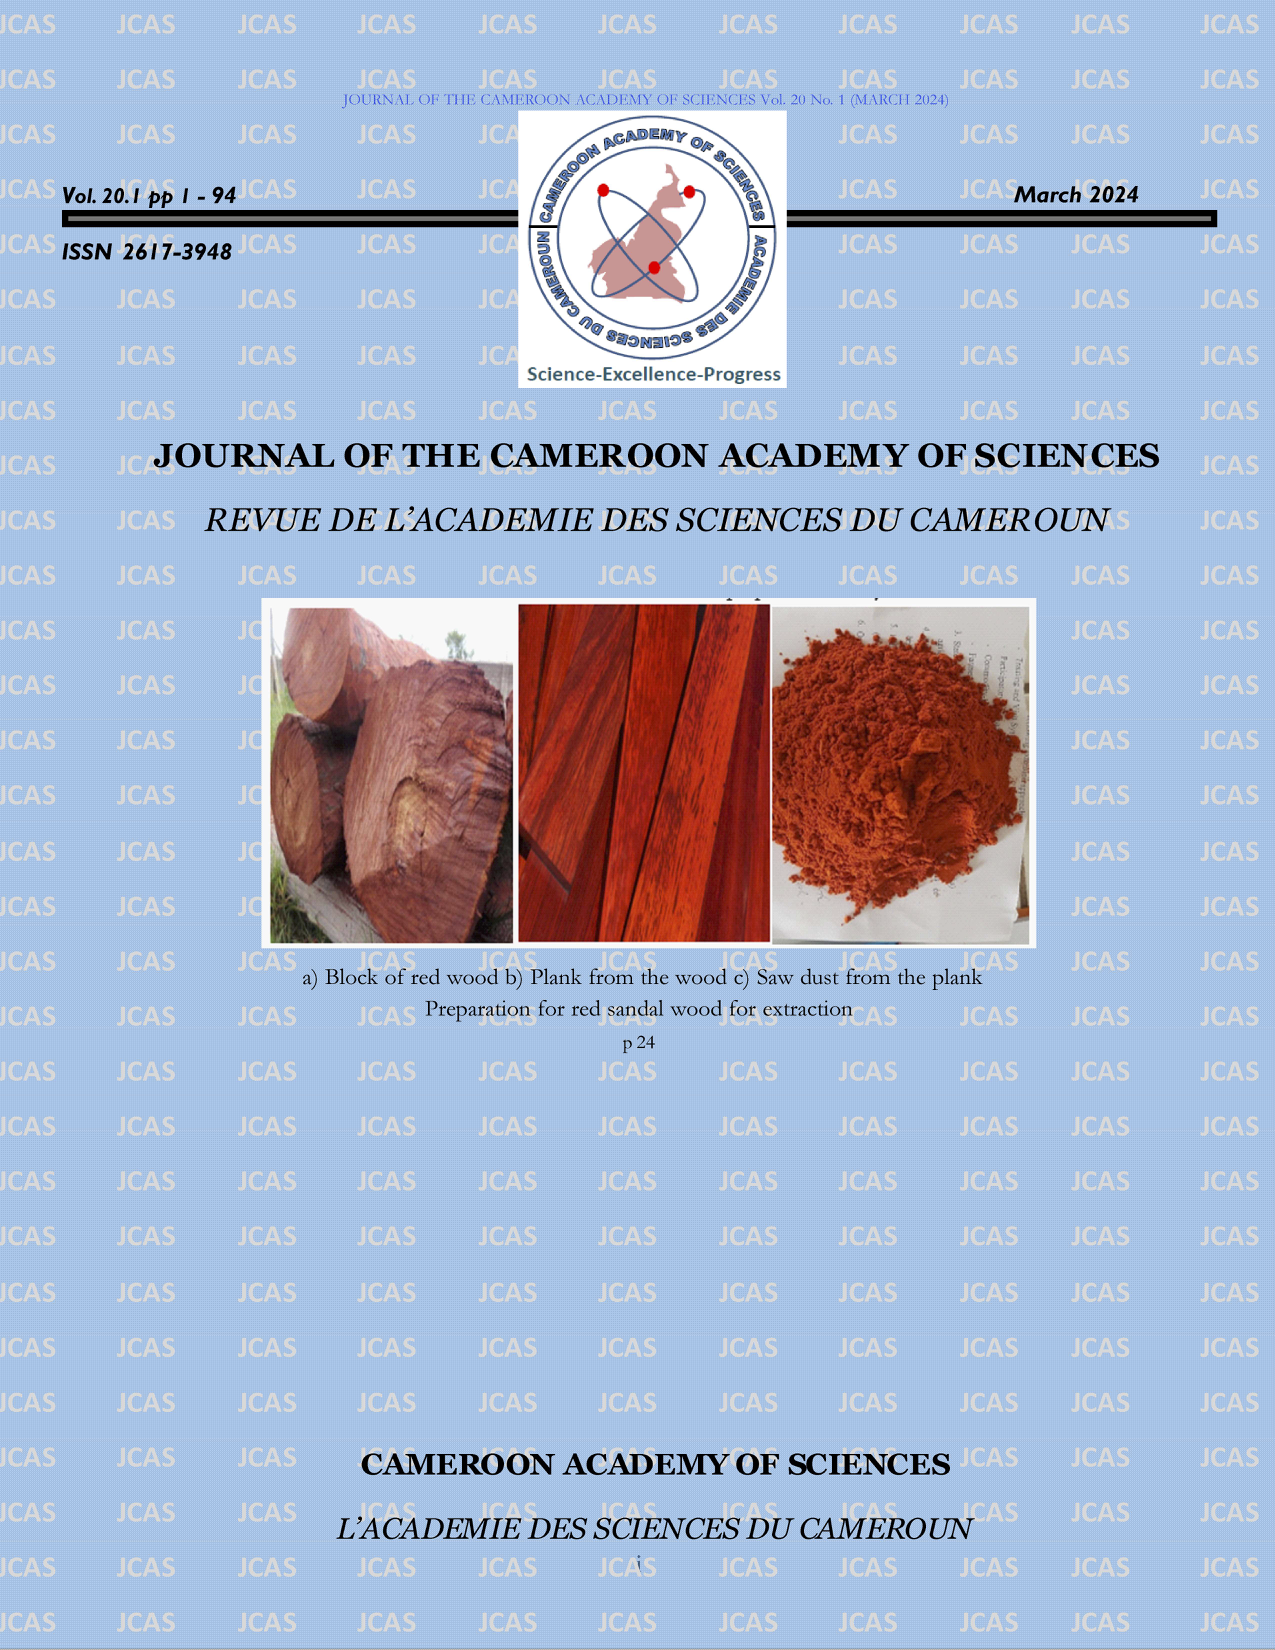 JOURNAL OF THE CAMEROON ACADEMY OF SCIENCES Vol. 20 No. 1 (MARCH 2024)
CAMEROON ACADEMY OF SCIENCES
ACADEMIE DES SCIENCES DU CAMEROUN
Science-Excellence-Progress
Vol. 20.1 pp 1 - 94
March 2024
ISSN 2617-3948
JOURNAL OF THE CAMEROON ACADEMY OF SCIENCES
REVUE DE L'ACADEMIE DES SCIENCES DU CAMEROUN
a) Block of red wood b) Plank from the wood c) Saw dust from the plank
Preparation for red sandal wood for extraction
p 24
CAMEROON ACADEMY OF SCIENCES
L'ACADEMIE DES SCIENCES DU CAMEROUN
i
JCAS